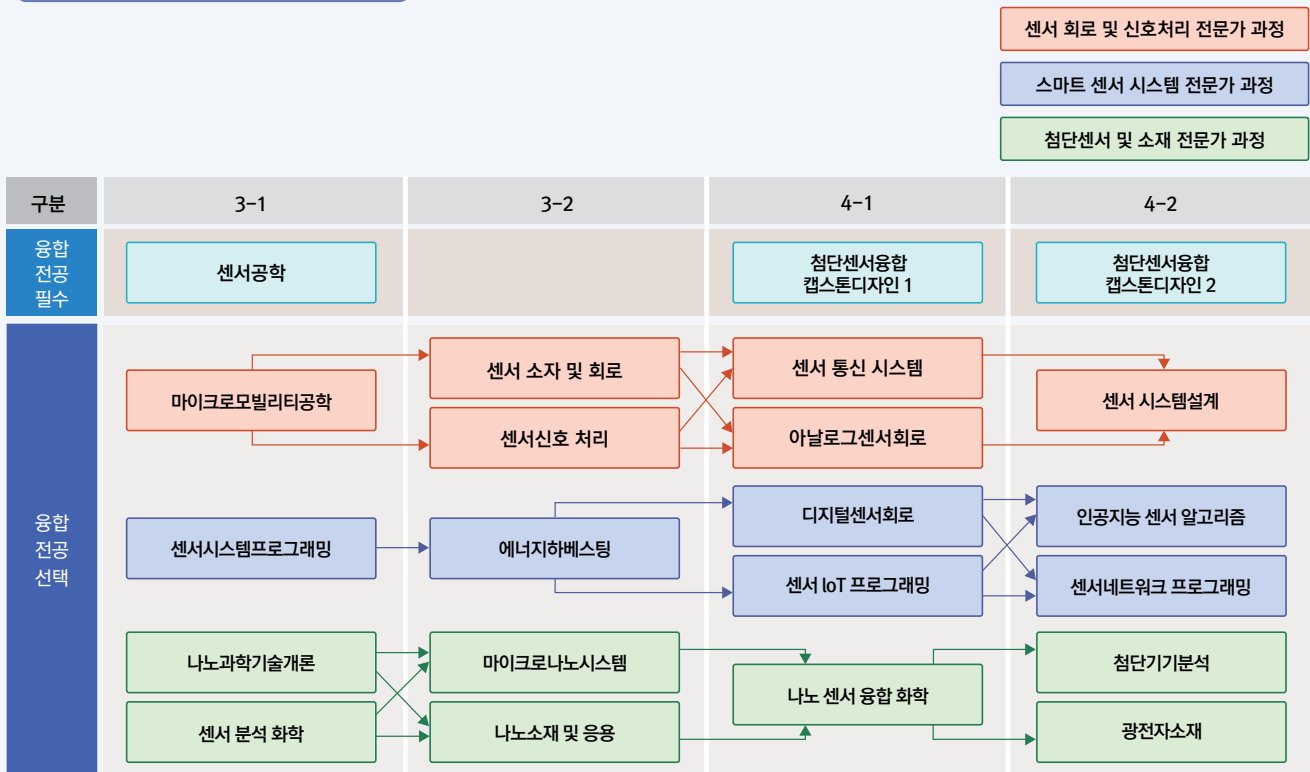 센서 회로 및 신호처리 전문가 과정
스마트 센서 시스템 전문가 과정
첨단센서 및 소재 전문가 과정
구분
3-1
3-2
4-1
4-2
융합
전공
필수
센서공학
첨단센서융합
캡스톤디자인 1
첨단센서융합
캡스톤디자인 2
융합
전공
선택
마이크로모빌리티공학
센서 소자 및 회로
센서신호 처리
센서 통신 시스템
아날로그센서회로
센서 시스템설계
센서시스템프로그래밍
에너지하베스팅
디지털센서회로
센서 IoT 프로그래밍
인공지능 센서 알고리즘
센서네트워크 프로그래밍
나노과학기술개론
센서 분석 화학
마이크로나노시스템
나노소재 및 응용
나노 센서 융합 화학
첨단기기분석
광전자소재